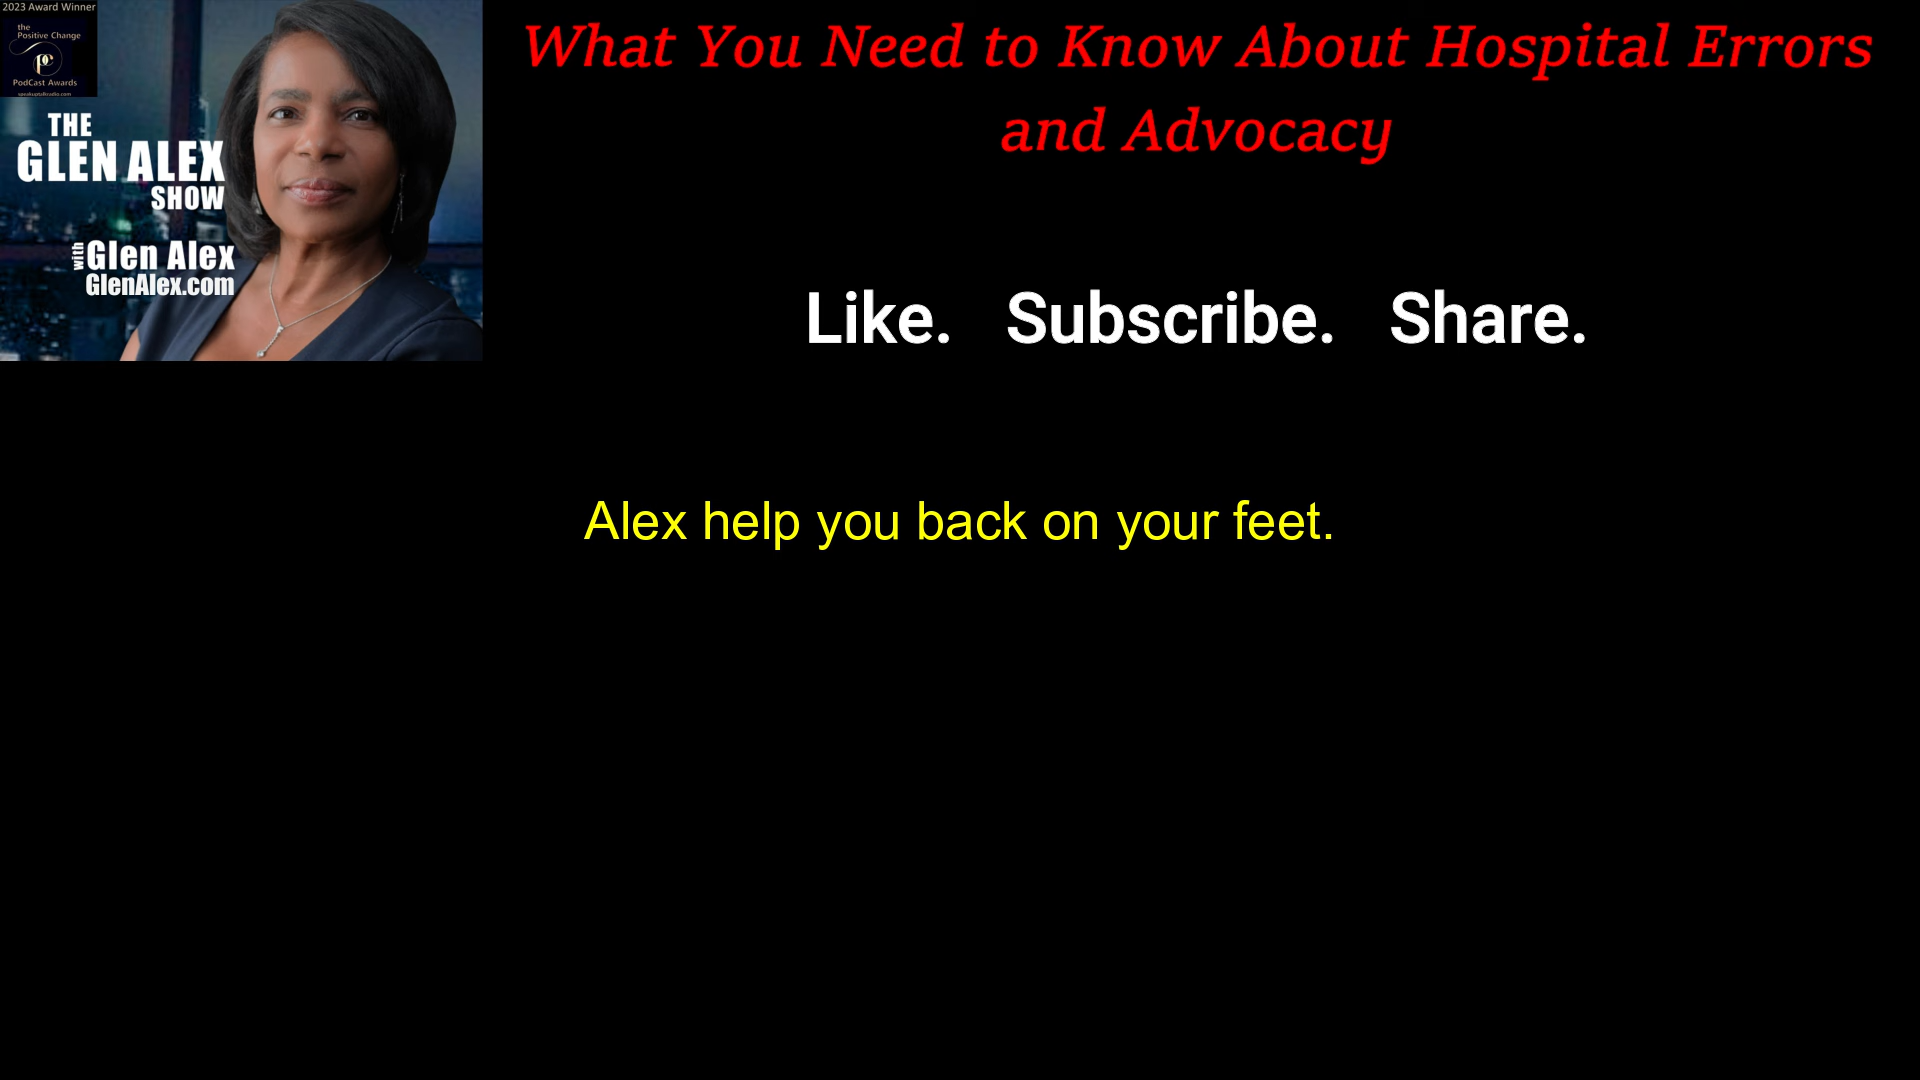 2023 Award Winner
the
Positive Change
pc
PodCast Awards
THE
GLEN ALEX
SHOW
with Glen Alex
GlenAlex.com
What You Need to Know About Hospital Errors
and Advocacy
Like. Subscribe. Share.
Alex help you back on your feet.